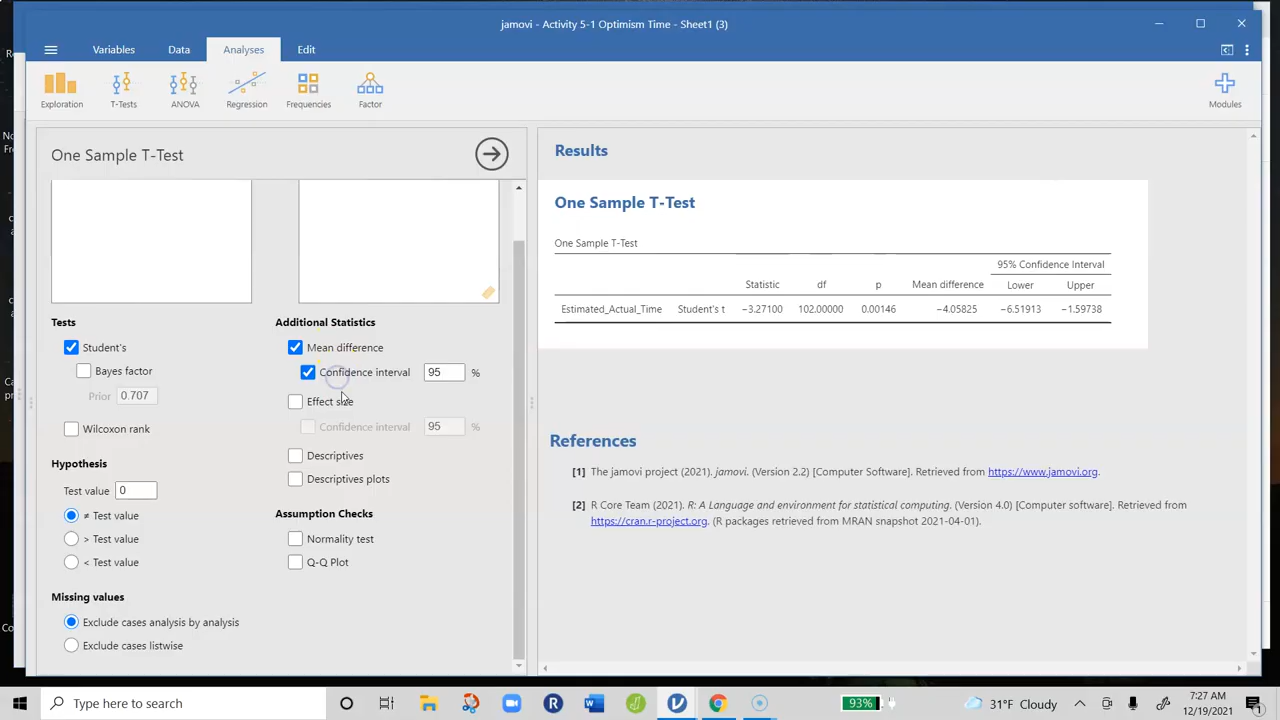 jamovi - Activity 5-1 Optimism Time - Sheet1 (3)
Variables Data Analyses Edit
Exploration T-Tests ANOVA Regression Frequencies Factor Modules
One Sample T-Test
Tests
Student's
Bayes factor
Prior 0.707
Wilcoxon rank
Hypothesis
Test value 0
≠ Test value
> Test value
< Test value
Missing values
Exclude cases analysis by analysis
Exclude cases listwise
Additional Statistics
Mean difference
Confidence interval 95 %
Effect size
Confidence interval 95 %
Descriptives
Descriptives plots
Assumption Checks
Normality test
Q-Q Plot
Results
One Sample T-Test
One Sample T-Test
95% Confidence Interval
Statistic df p Mean difference Lower Upper
Estimated_Actual_Time Student's t −3.27100 102.00000 0.00146 −4.05825 −6.51913 −1.59738
References
[1] The jamovi project (2021). jamovi. (Version 2.2) [Computer Software]. Retrieved from https://www.jamovi.org.
[2] R Core Team (2021). R: A Language and environment for statistical computing. (Version 4.0) [Computer software]. Retrieved from
https://cran.r-project.org. (R packages retrieved from MRAN snapshot 2021-04-01).
Type here to search
93%
31°F Cloudy
7:27 AM
12/19/2021